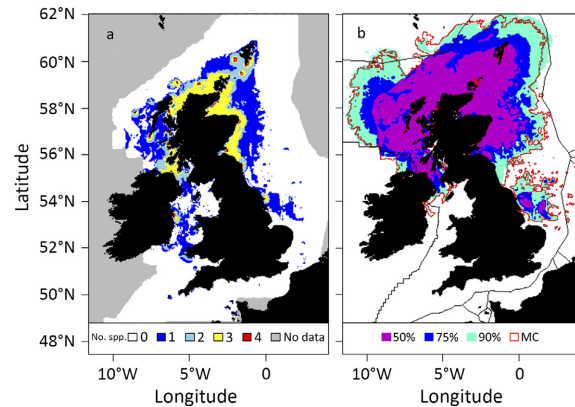 a
b
62°N
60°N
58°N
56°N
54°N
52°N
50°N
48°N
Latitude
No. spp. 0 1 2 3 4 No data
50% 75% 90% MC
10°W 5°W 0
10°W 5°W 0
Longitude
Longitude